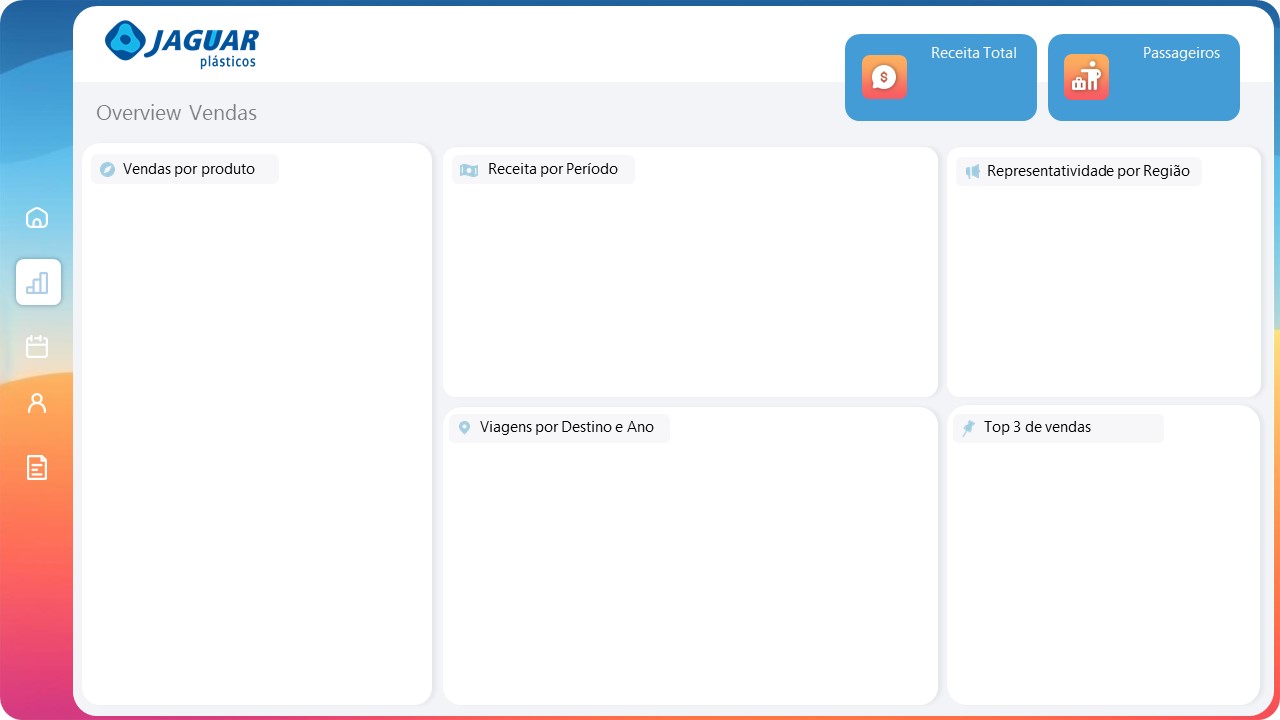 JAGUAR
plásticos
Receita Total
Passageiros
$
Overview Vendas
Vendas por produto
Receita por Período
Representatividade por Região
Viagens por Destino e Ano
Top 3 de vendas